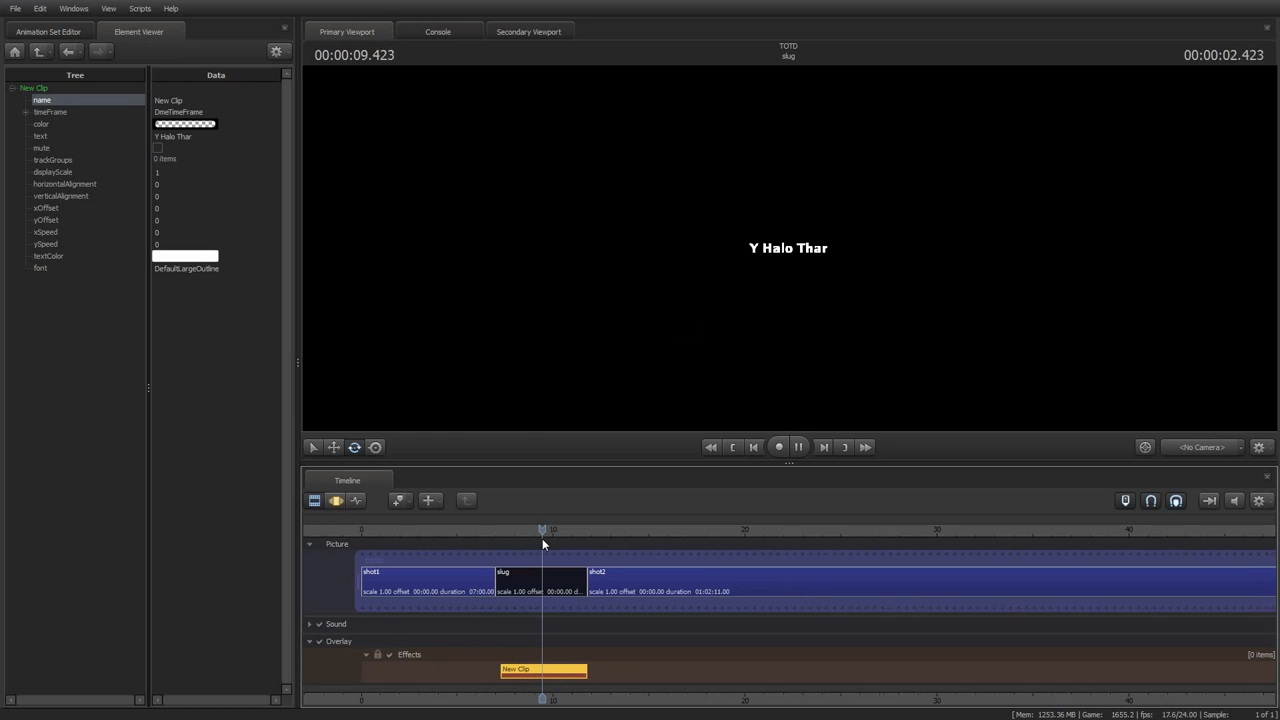 File Edit Windows View Scripts Help
Animation Set Editor Element Viewer
Primary Viewport Console Secondary Viewport
00:00:09.423 TOTD 00:00:02.423
slug
Tree Data
New Clip
name New Clip
timeFrame DmeTimeFrame
color
text Y Halo Thar
mute
trackGroups 0 items
displayScale 1
horizontalAlignment 0
verticalAlignment 0
xOffset 0
yOffset 0
xSpeed 0
ySpeed 0
textColor
font DefaultLargeOutline
Y Halo Thar
<No Camera>
Timeline
0 10 20 30 40
Picture
shot1 slug shot2
scale 1.00 offset 00:00.00 duration 07:00.00 scale 1.00 offset 00:00.00 d... scale 1.00 offset 00:00.00 duration 01:02:11.00
Sound
Overlay
Effects [0 items]
New Clip
0 10 20 30 40
[ Mem: 1253.36 MB | Game: 1655.2 | fps: 17.6/24.00 | Sample: 1 of 1 ]